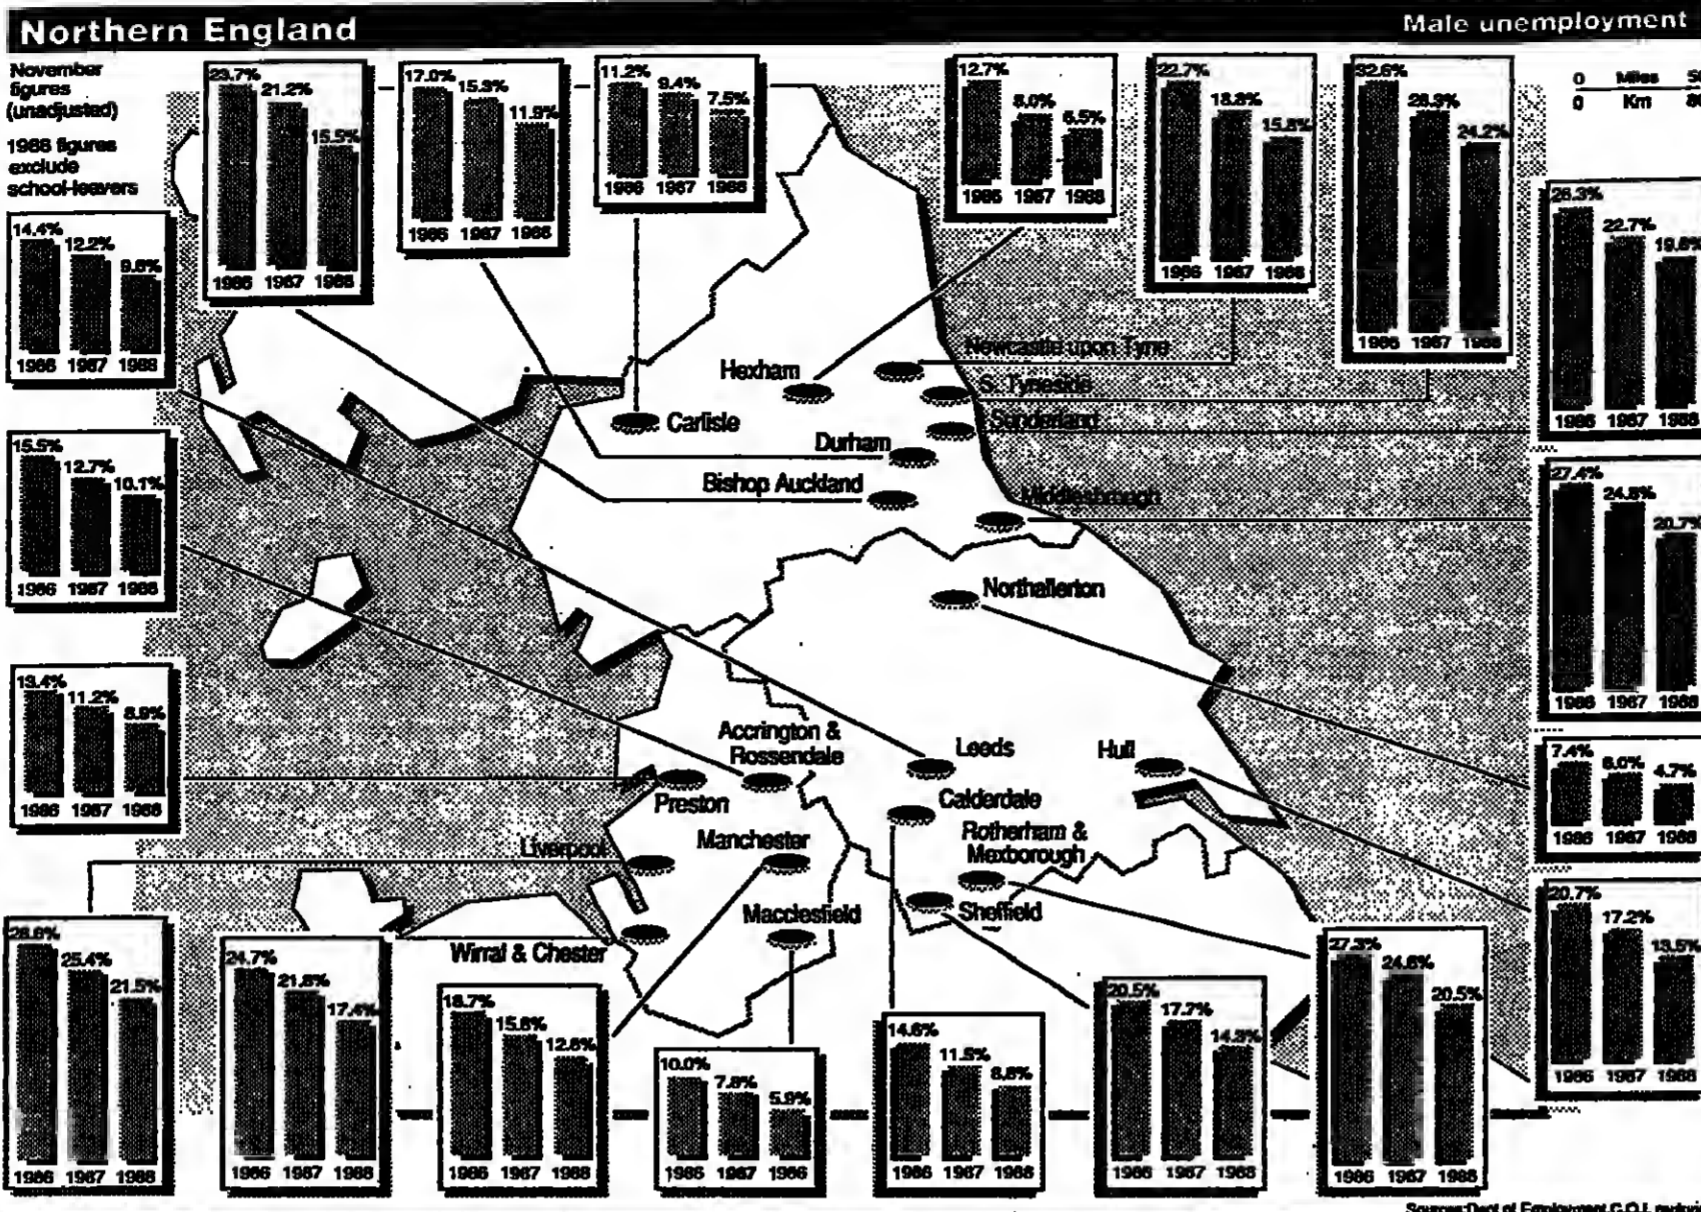 Northern England
Male unemployment
November
figures
(unadjusted)
1988 figures
exclude
school-leavers
0 Miles
0 Km
23.7%
21.2%
15.5%
1986 1987 1988
17.0%
15.3%
11.9%
1986 1987 1988
11.2%
9.4%
7.5%
1986 1987 1988
12.7%
8.0%
6.5%
1986 1987 1988
22.7%
18.8%
15.8%
1986 1987 1988
32.6%
28.3%
24.2%
1986 1987 1988
26.3%
22.7%
19.8%
1986 1987 1988
14.4%
12.2%
9.8%
1986 1987 1988
15.5%
12.7%
10.1%
1986 1987 1988
27.4%
24.8%
20.7%
1986 1987 1988
13.4%
11.2%
8.9%
1986 1987 1988
7.4%
6.0%
4.7%
1986 1987 1988
20.7%
17.2%
13.5%
1986 1987 1988
Newcastle upon Tyne
Hexham
S. Tyneside
Carlisle
Sunderland
Durham
Bishop Auckland
Middlesbrough
Northallerton
Accrington &
Rossendale
Leeds
Hull
Preston
Calderdale
Liverpool
Manchester
Rotherham &
Mexborough
Macclesfield
Sheffield
Wirral & Chester
25.4%
21.5%
1986 1987 1988
24.7%
21.8%
17.4%
1986 1987 1988
18.7%
15.8%
12.8%
1986 1987 1988
10.0%
7.8%
5.9%
1986 1987 1988
14.6%
11.5%
8.8%
1986 1987 1988
20.5%
17.7%
14.3%
1986 1987 1988
27.3%
24.6%
20.5%
1986 1987 1988
Sources: Dept of Employment, C.O.I.